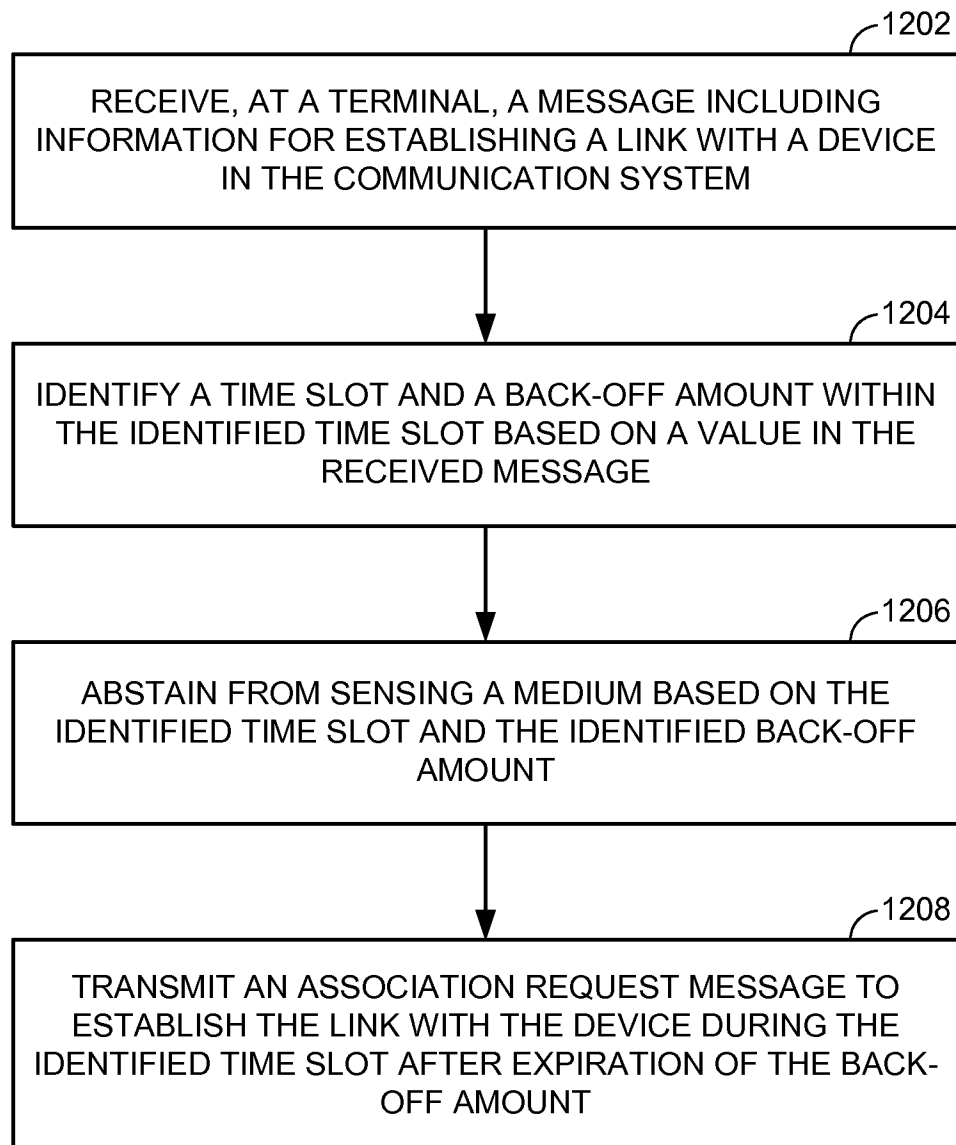 1202
RECEIVE, AT A TERMINAL, A MESSAGE INCLUDING
INFORMATION FOR ESTABLISHING A LINK WITH A DEVICE
IN THE COMMUNICATION SYSTEM
1204
IDENTIFY A TIME SLOT AND A BACK-OFF AMOUNT WITHIN
THE IDENTIFIED TIME SLOT BASED ON A VALUE IN THE
RECEIVED MESSAGE
1206
ABSTAIN FROM SENSING A MEDIUM BASED ON THE
IDENTIFIED TIME SLOT AND THE IDENTIFIED BACK-OFF
AMOUNT
1208
TRANSMIT AN ASSOCIATION REQUEST MESSAGE TO
ESTABLISH THE LINK WITH THE DEVICE DURING THE
IDENTIFIED TIME SLOT AFTER EXPIRATION OF THE BACK-
OFF AMOUNT